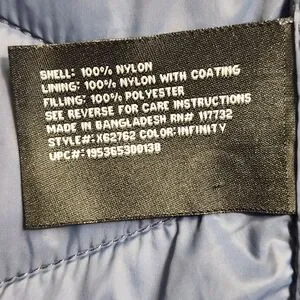 SHELL: 100% NYLON
LINING: 100% NYLON WITH COATING
FILLING: 100% POLYESTER
SEE REVERSE FOR CARE INSTRUCTIONS
MADE IN BANGLADESH RN# 117732
STYLE#: X62762 COLOR: INFINITY
UPC#: 195365300138